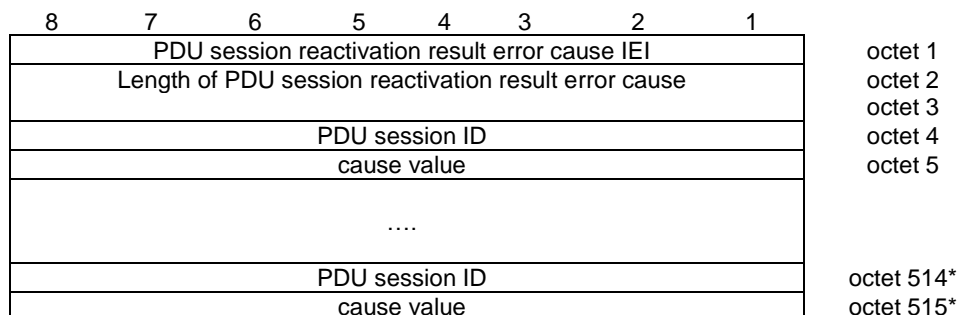 8 7 6 5 4 3 2 1
PDU session reactivation result error cause IEI octet 1
Length of PDU session reactivation result error cause octet 2
octet 3
PDU session ID octet 4
cause value octet 5
….
PDU session ID octet 514*
cause value octet 515*